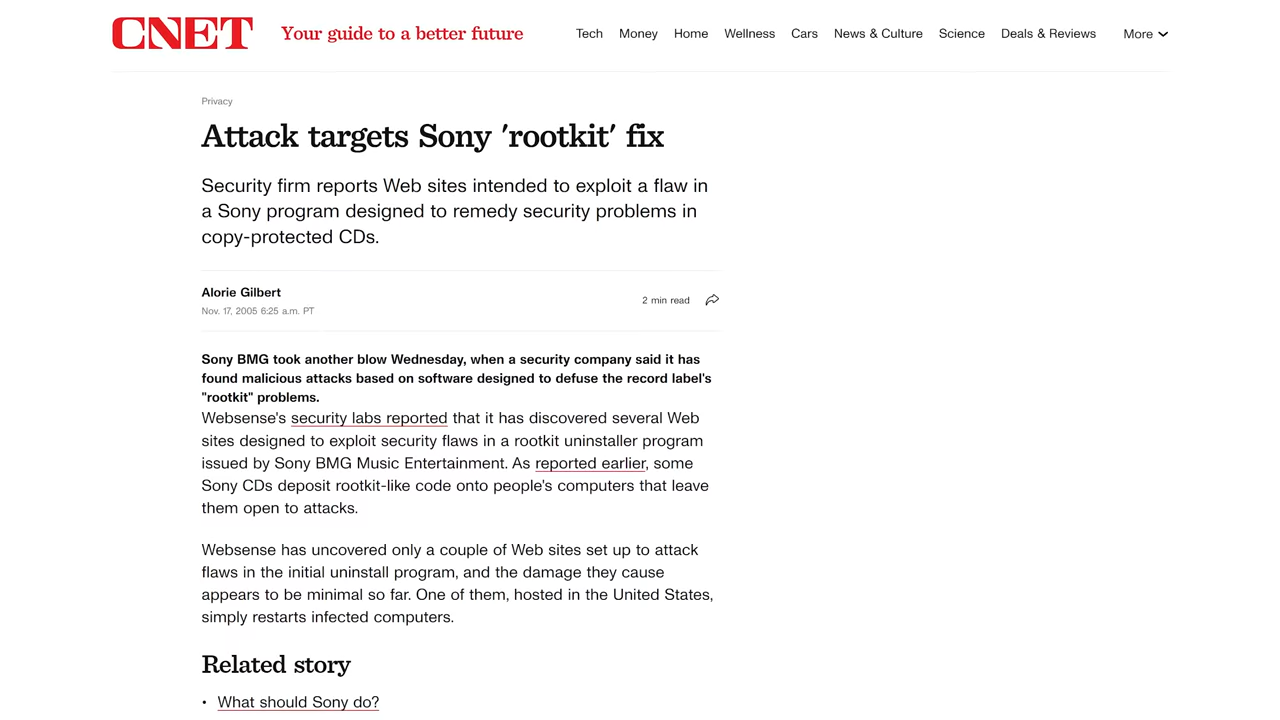 CNET
Your guide to a better future
Tech Money Home Wellness Cars News & Culture Science Deals & Reviews More
Privacy
Attack targets Sony 'rootkit' fix
Security firm reports Web sites intended to exploit a flaw in
a Sony program designed to remedy security problems in
copy-protected CDs.
Alorie Gilbert
Nov. 17, 2005 6:25 a.m. PT
2 min read
Sony BMG took another blow Wednesday, when a security company said it has
found malicious attacks based on software designed to defuse the record label's
"rootkit" problems.
Websense's security labs reported that it has discovered several Web
sites designed to exploit security flaws in a rootkit uninstaller program
issued by Sony BMG Music Entertainment. As reported earlier, some
Sony CDs deposit rootkit-like code onto people's computers that leave
them open to attacks.
Websense has uncovered only a couple of Web sites set up to attack
flaws in the initial uninstall program, and the damage they cause
appears to be minimal so far. One of them, hosted in the United States,
simply restarts infected computers.
Related story
• What should Sony do?